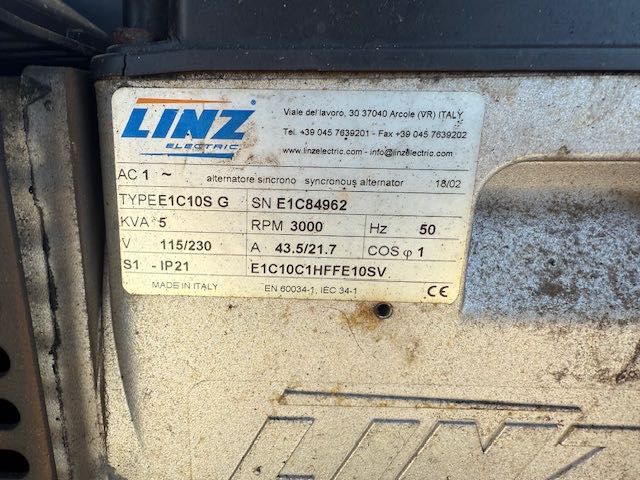 LINZ
ELECTRIC
Viale del lavoro, 30 37040 Arcole (VR) ITALY
Tel. +39 045 7639201 - Fax +39 045 7639202
www.linzelectric.com - info@linzelectric.com
AC 1 ~ alternatore sincrono syncronous alternator 18/02
TYPE E1C10S G SN E1C84962
KVA 5 RPM 3000 Hz 50
V 115/230 A 43.5/21.7 COS φ 1
S1 - IP21 E1C10C1HFFE10SV
MADE IN ITALY EN 60034-1, IEC 34-1 CE
LINZ